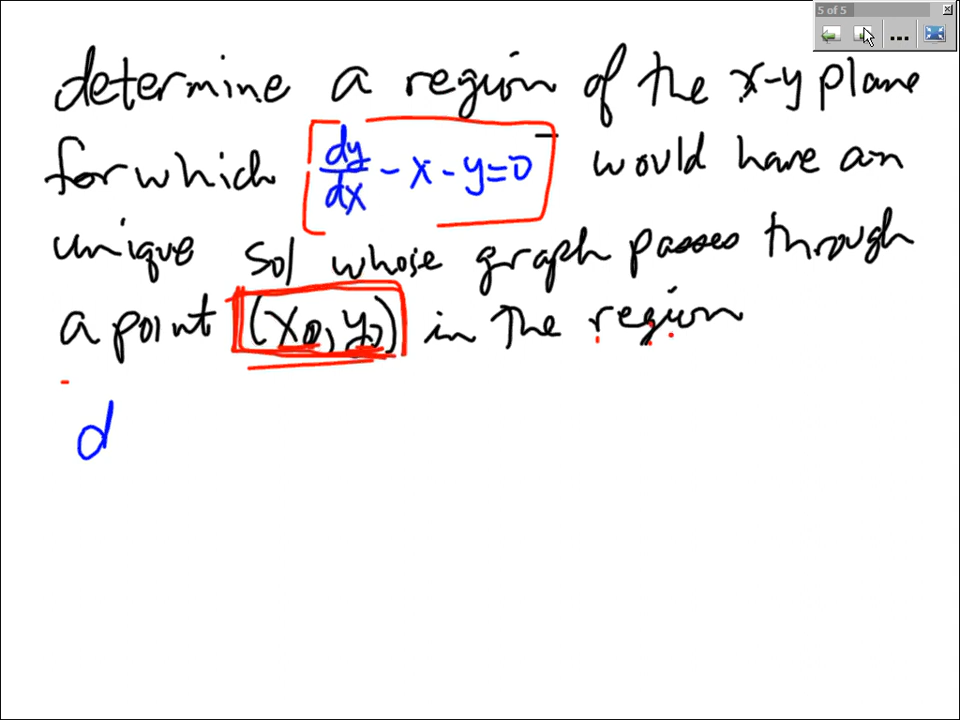 5 of 5
determine a region of the x-y plane
for which dy/dx - x - y = 0 would have an
unique sol whose graph passes through
a point (x0, y0) in the region
d